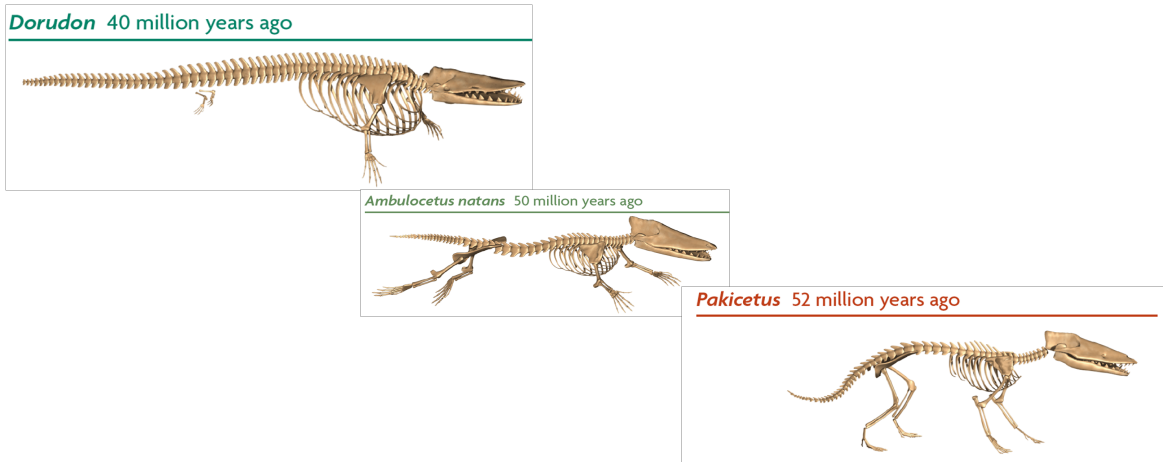 Dorudon 40 million years ago
Ambulocetus natans 50 million years ago
Pakicetus 52 million years ago